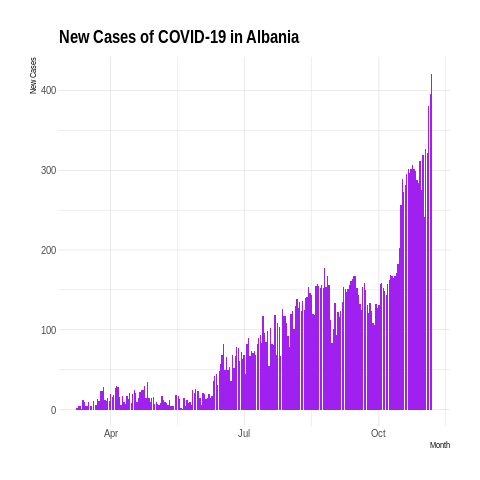 New Cases of COVID-19 in Albania
New Cases
400
300
200
100
0
Apr
Jul
Oct
Month